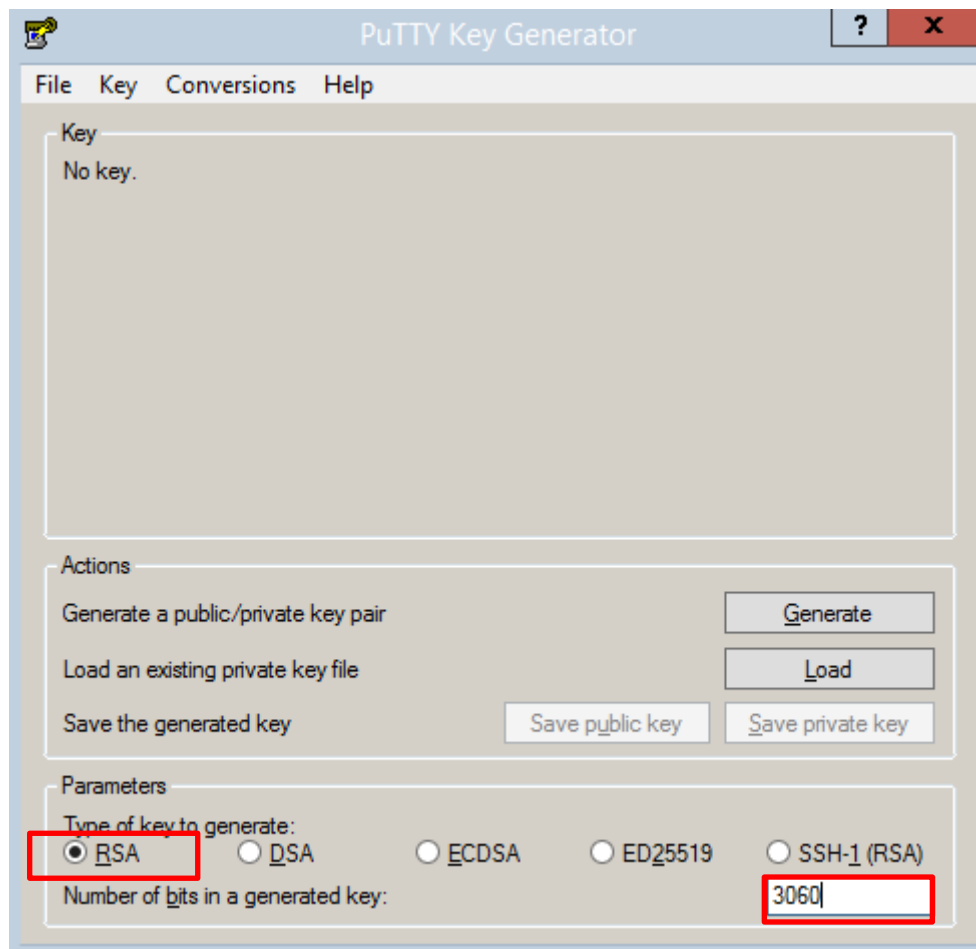 PuTTY Key Generator ? X
File Key Conversions Help
Key
No key.
Actions
Generate a public/private key pair Generate
Load an existing private key file Load
Save the generated key Save public key Save private key
Parameters
Type of key to generate:
RSA DSA ECDSA ED25519 SSH-1 (RSA)
Number of bits in a generated key: 3060